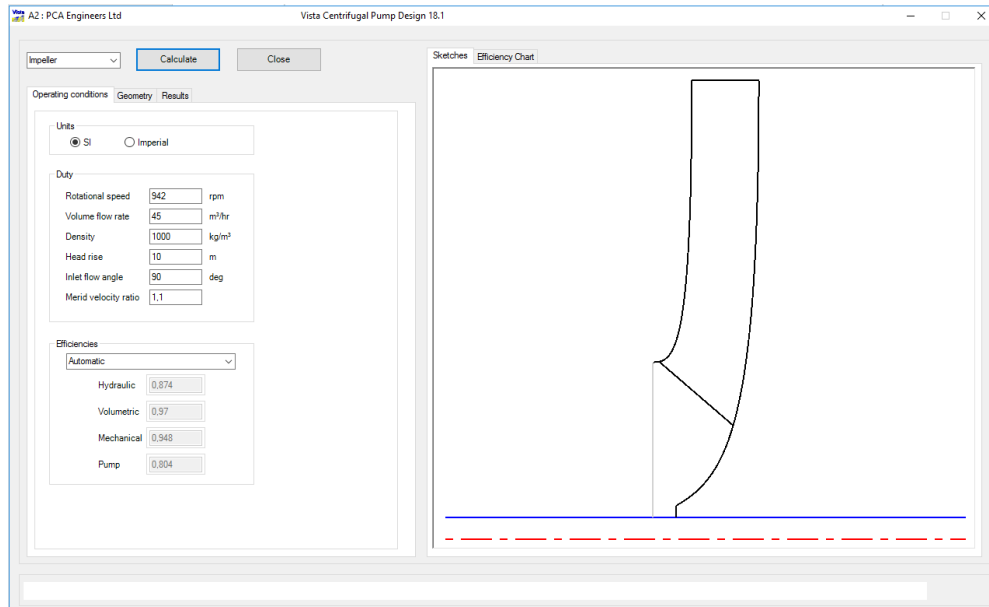 A2 : PCA Engineers Ltd Vista Centrifugal Pump Design 18.1
Impeller Calculate Close
Operating conditions Geometry Results
Units
SI Imperial
Duty
Rotational speed 942 rpm
Volume flow rate 45 m³/hr
Density 1000 kg/m³
Head rise 10 m
Inlet flow angle 90 deg
Merid velocity ratio 1,1
Efficiencies
Automatic
Hydraulic 0,874
Volumetric 0,97
Mechanical 0,948
Pump 0,804
Sketches Efficiency Chart